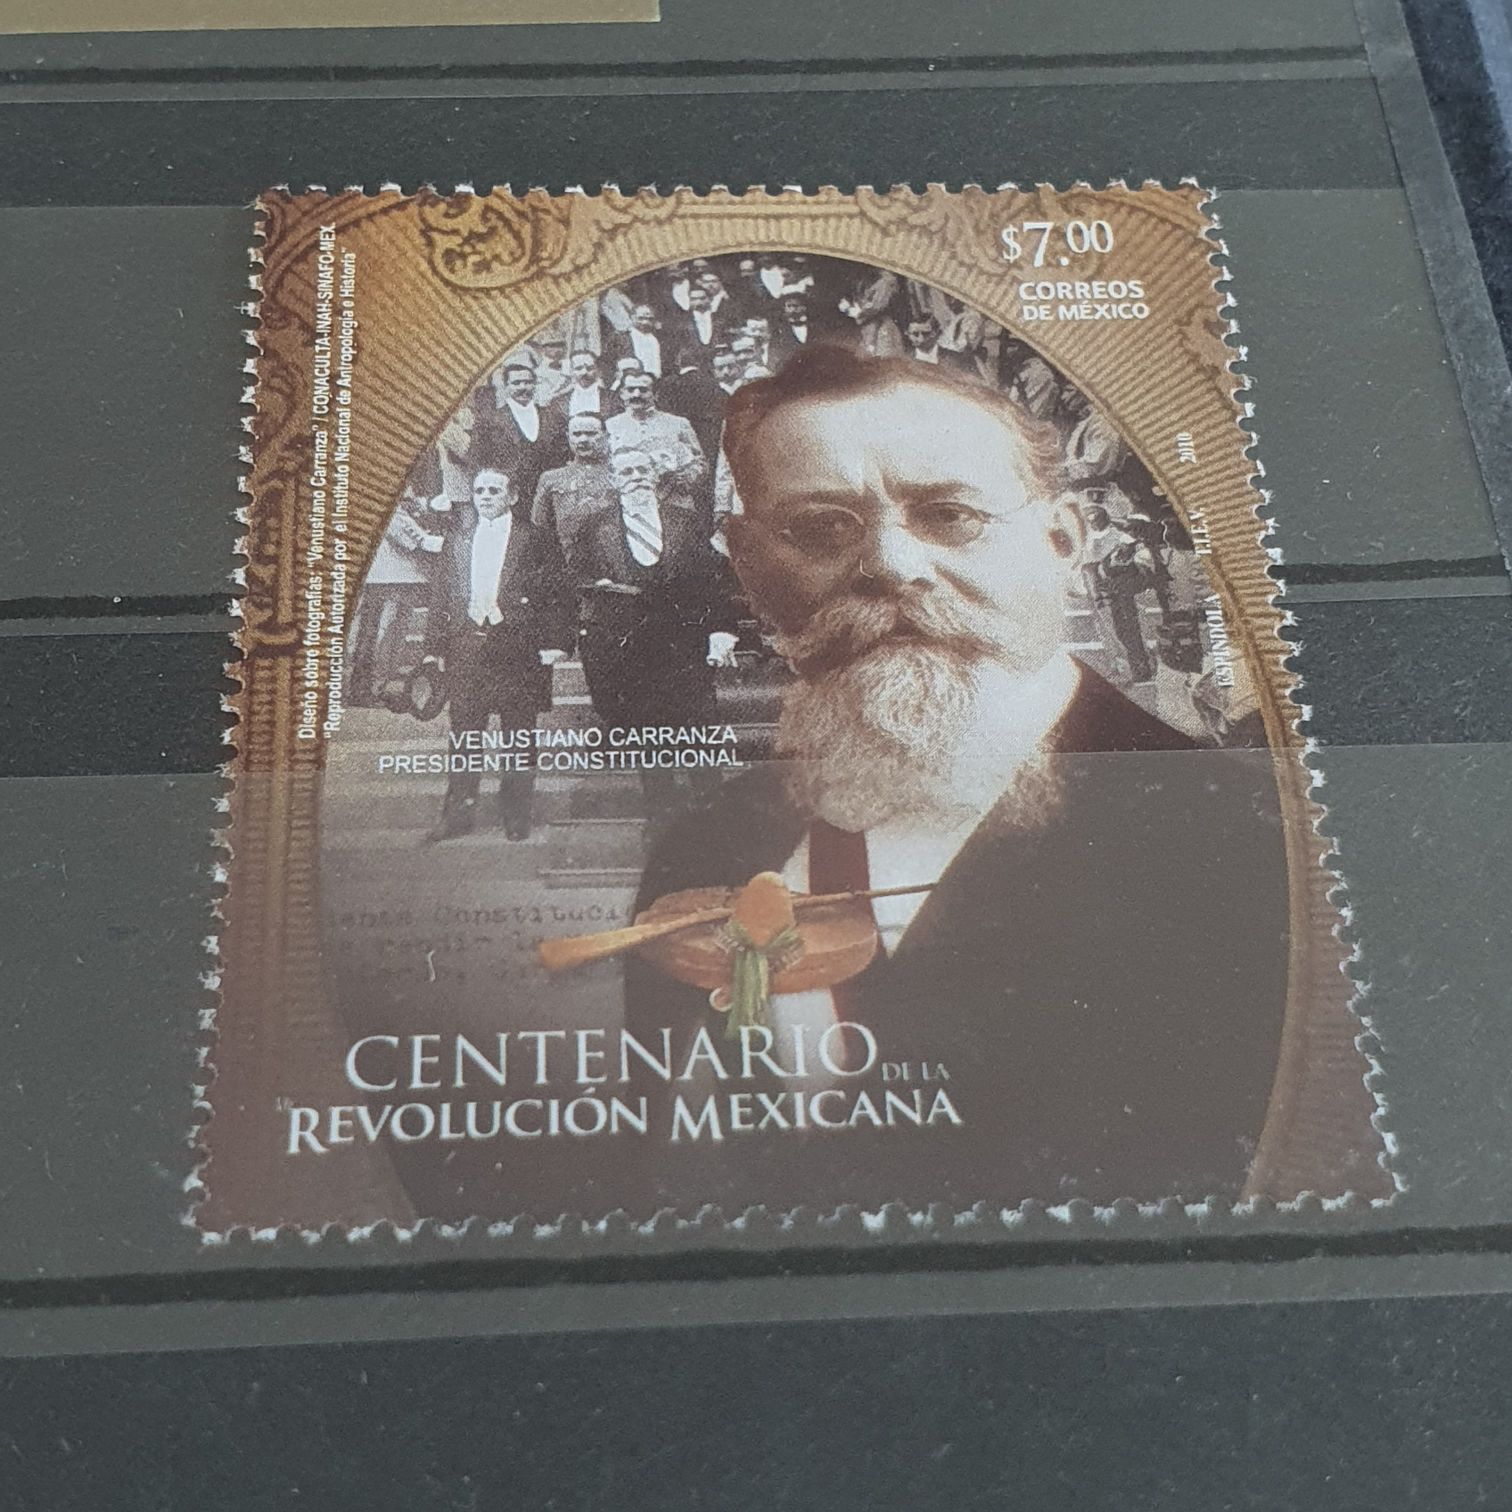 $7.00
CORREOS
DE MÉXICO
Diseño sobre fotografías: "Venustiano Carranza" / CONACULTA-INAH-SINAFO-MEX
"Reproducción Autorizada por el Instituto Nacional de Antropología e Historia"
2010
ESPINDOLA F.I.E.V.
VENUSTIANO CARRANZA
PRESIDENTE CONSTITUCIONAL
CENTENARIO DE LA
REVOLUCIÓN MEXICANA